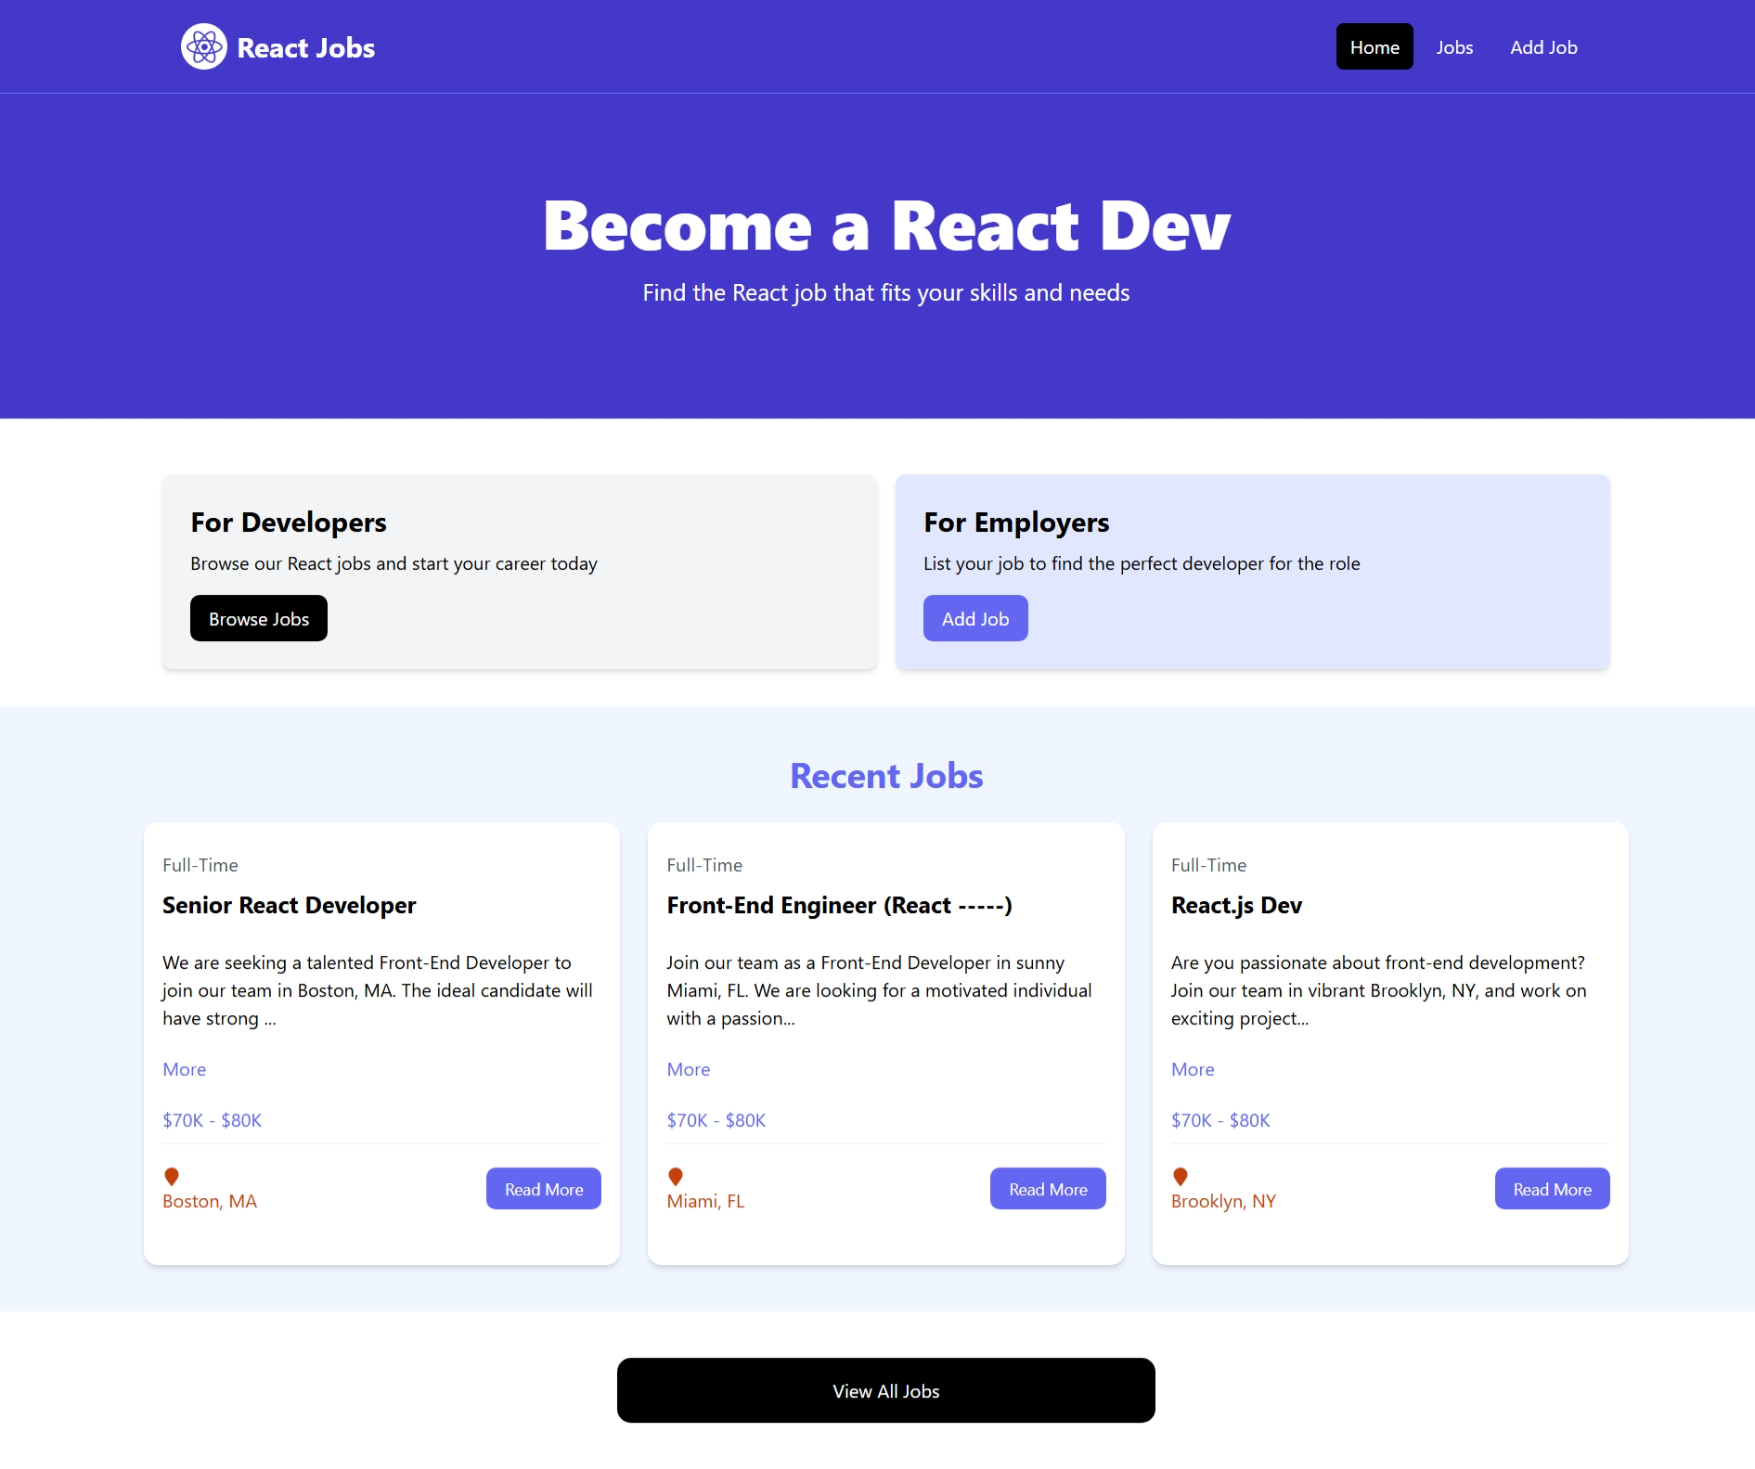 React Jobs
Home
Jobs
Add Job
Become a React Dev
Find the React job that fits your skills and needs
For Developers
Browse our React jobs and start your career today
Browse Jobs
For Employers
List your job to find the perfect developer for the role
Add Job
Recent Jobs
Full-Time
Senior React Developer
We are seeking a talented Front-End Developer to
join our team in Boston, MA. The ideal candidate will
have strong ...
More
$70K - $80K
Boston, MA
Read More
Full-Time
Front-End Engineer (React -----)
Join our team as a Front-End Developer in sunny
Miami, FL. We are looking for a motivated individual
with a passion...
More
$70K - $80K
Miami, FL
Read More
Full-Time
React.js Dev
Are you passionate about front-end development?
Join our team in vibrant Brooklyn, NY, and work on
exciting project...
More
$70K - $80K
Brooklyn, NY
Read More
View All Jobs